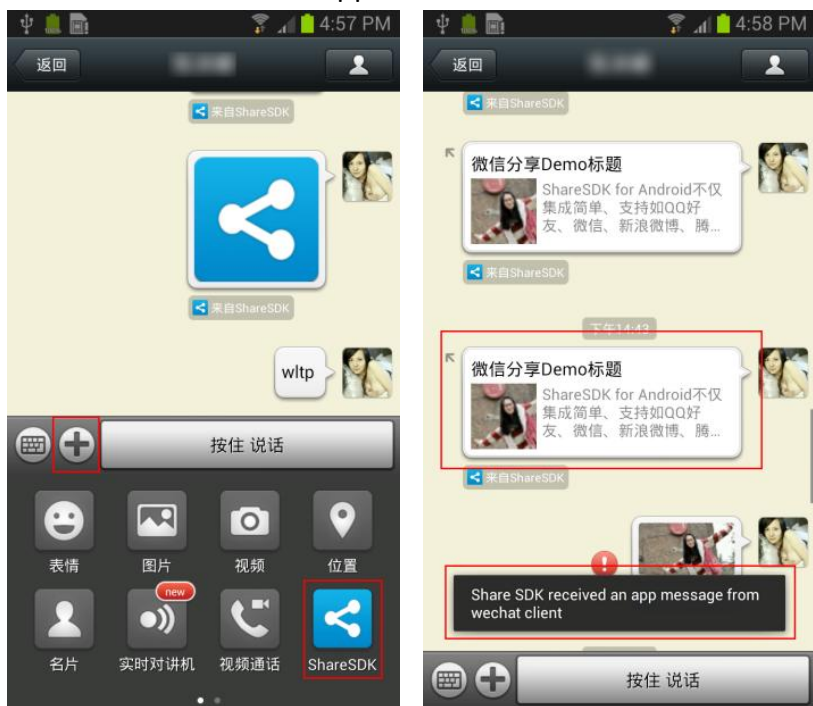 4:57 PM
返回
来自ShareSDK
来自ShareSDK
wltp
按住 说话
表情
图片
视频
位置
new
名片
实时对讲机
视频通话
ShareSDK
4:58 PM
返回
来自ShareSDK
微信分享Demo标题
ShareSDK for Android不仅
集成简单、支持如QQ好
友、微信、新浪微博、腾...
来自ShareSDK
下午14:43
微信分享Demo标题
ShareSDK for Android不仅
集成简单、支持如QQ好
友、微信、新浪微博、腾...
来自ShareSDK
Share SDK received an app message from
wechat client
按住 说话